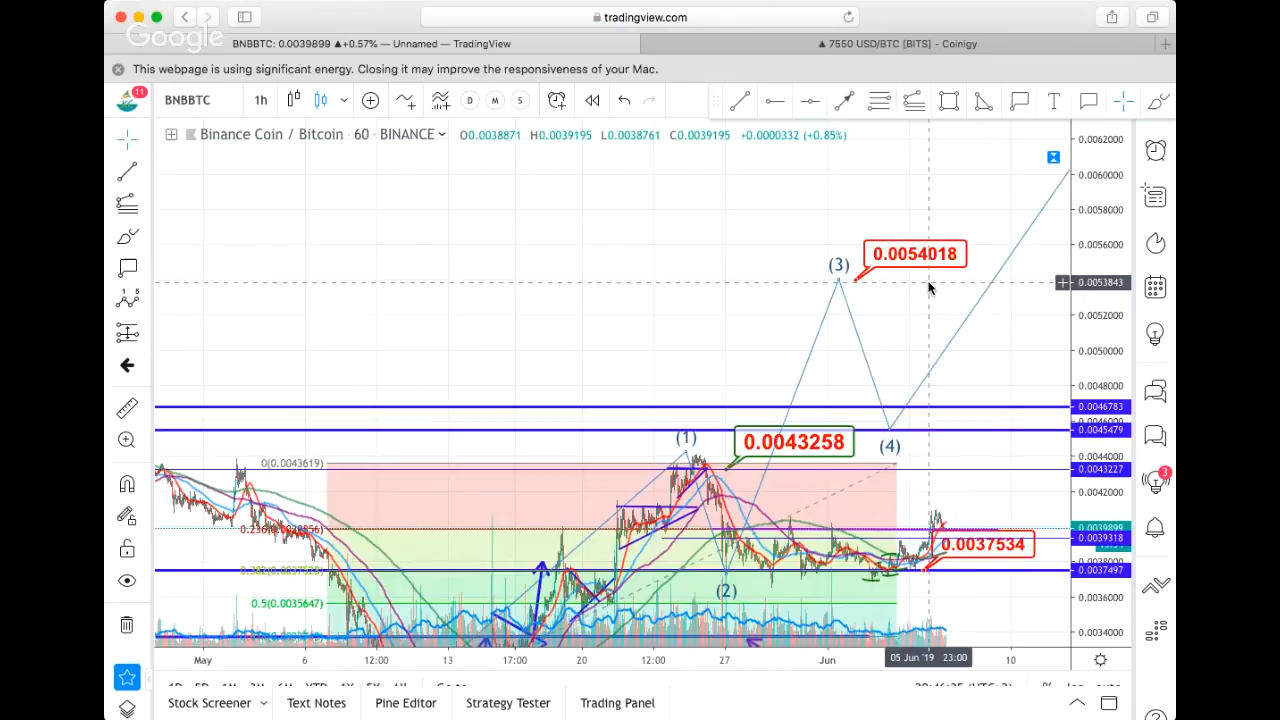 tradingview.com
Google
BNBBTC: 0.0039899 ▲+0.57% — Unnamed — TradingView
▲ 7550 USD/BTC [BITS] - Coinigy
This webpage is using significant energy. Closing it may improve the responsiveness of your Mac.
11
BNBBTC
1h
D
M
S
Binance Coin / Bitcoin · 60 · BINANCE
O0.0038871 H0.0039195 L0.0038761 C0.0039195 +0.0000332 (+0.85%)
0.0062000
0.0060000
0.0058000
0.0056000
(3)
0.0054018
0.0053843
0.0052000
0.0050000
0.0048000
0.0046783
0.0045479
(1)
0.0043258
(4)
0.0044000
0(0.0043619)
0.0043227
0.0042000
0.0039899
0.0039318
0.0037534
0.0037497
(2)
0.5(0.0035647)
0.0036000
0.0034000
May
6
12:00
13
17:00
20
12:00
27
Jun
05 Jun '19 23:00
10
3
Stock Screener
Text Notes
Pine Editor
Strategy Tester
Trading Panel